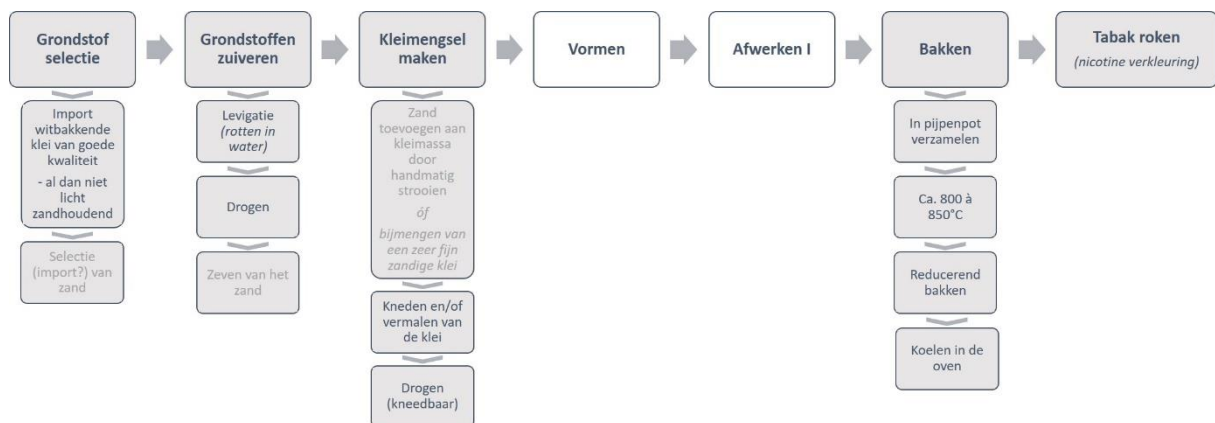 Grondstof
selectie
Grondstoffen
zuiveren
Kleimengsel
maken
Vormen
Afwerken I
Bakken
Tabak roken
(nicotine verkleuring)
Import
witbakkende
klei van goede
kwaliteit
- al dan niet
licht
zandhoudend
Selectie
(import?) van
zand
Levigatie
(rotten in
water)
Drogen
Zeven van het
zand
Zand
toevoegen aan
kleimassa
door
handmatig
strooien
óf
bijmengen van
een zeer fijn
zandige klei
Kneden en/of
vermalen van
de klei
Drogen
(kneedbaar)
In pijpenpot
verzamelen
Ca. 800 à
850°C
Reducerend
bakken
Koelen in de
oven